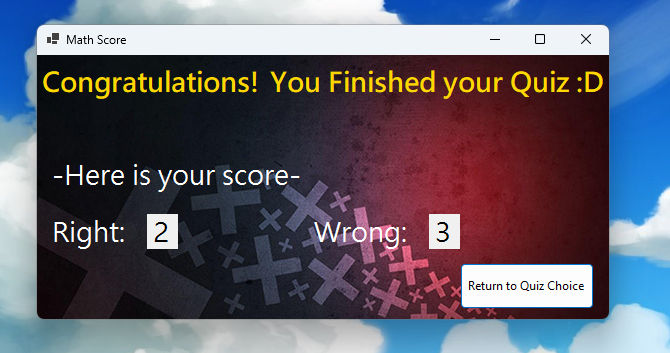 Math Score
Congratulations! You Finished your Quiz :D
-Here is your score-
Right: 2 Wrong: 3
Return to Quiz Choice